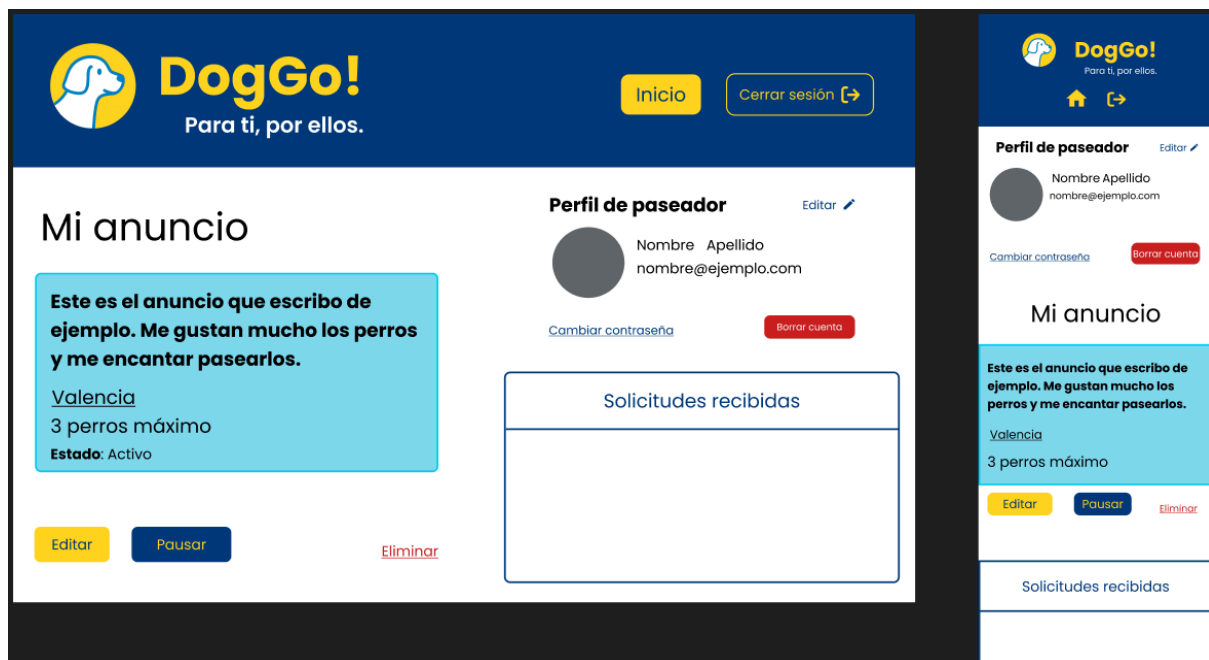 DogGo!
Para ti, por ellos.
Inicio
Cerrar sesión
Mi anuncio
Este es el anuncio que escribo de
ejemplo. Me gustan mucho los perros
y me encantar pasearlos.
Valencia
3 perros máximo
Estado: Activo
Editar
Pausar
Eliminar
Perfil de paseador
Editar
Nombre Apellido
nombre@ejemplo.com
Cambiar contraseña
Borrar cuenta
Solicitudes recibidas
DogGo!
Para ti, por ellos.
Perfil de paseador
Editar
Nombre Apellido
nombre@ejemplo.com
Cambiar contraseña
Borrar cuenta
Mi anuncio
Este es el anuncio que escribo de
ejemplo. Me gustan mucho los
perros y me encantar pasearlos.
Valencia
3 perros máximo
Editar
Pausar
Eliminar
Solicitudes recibidas